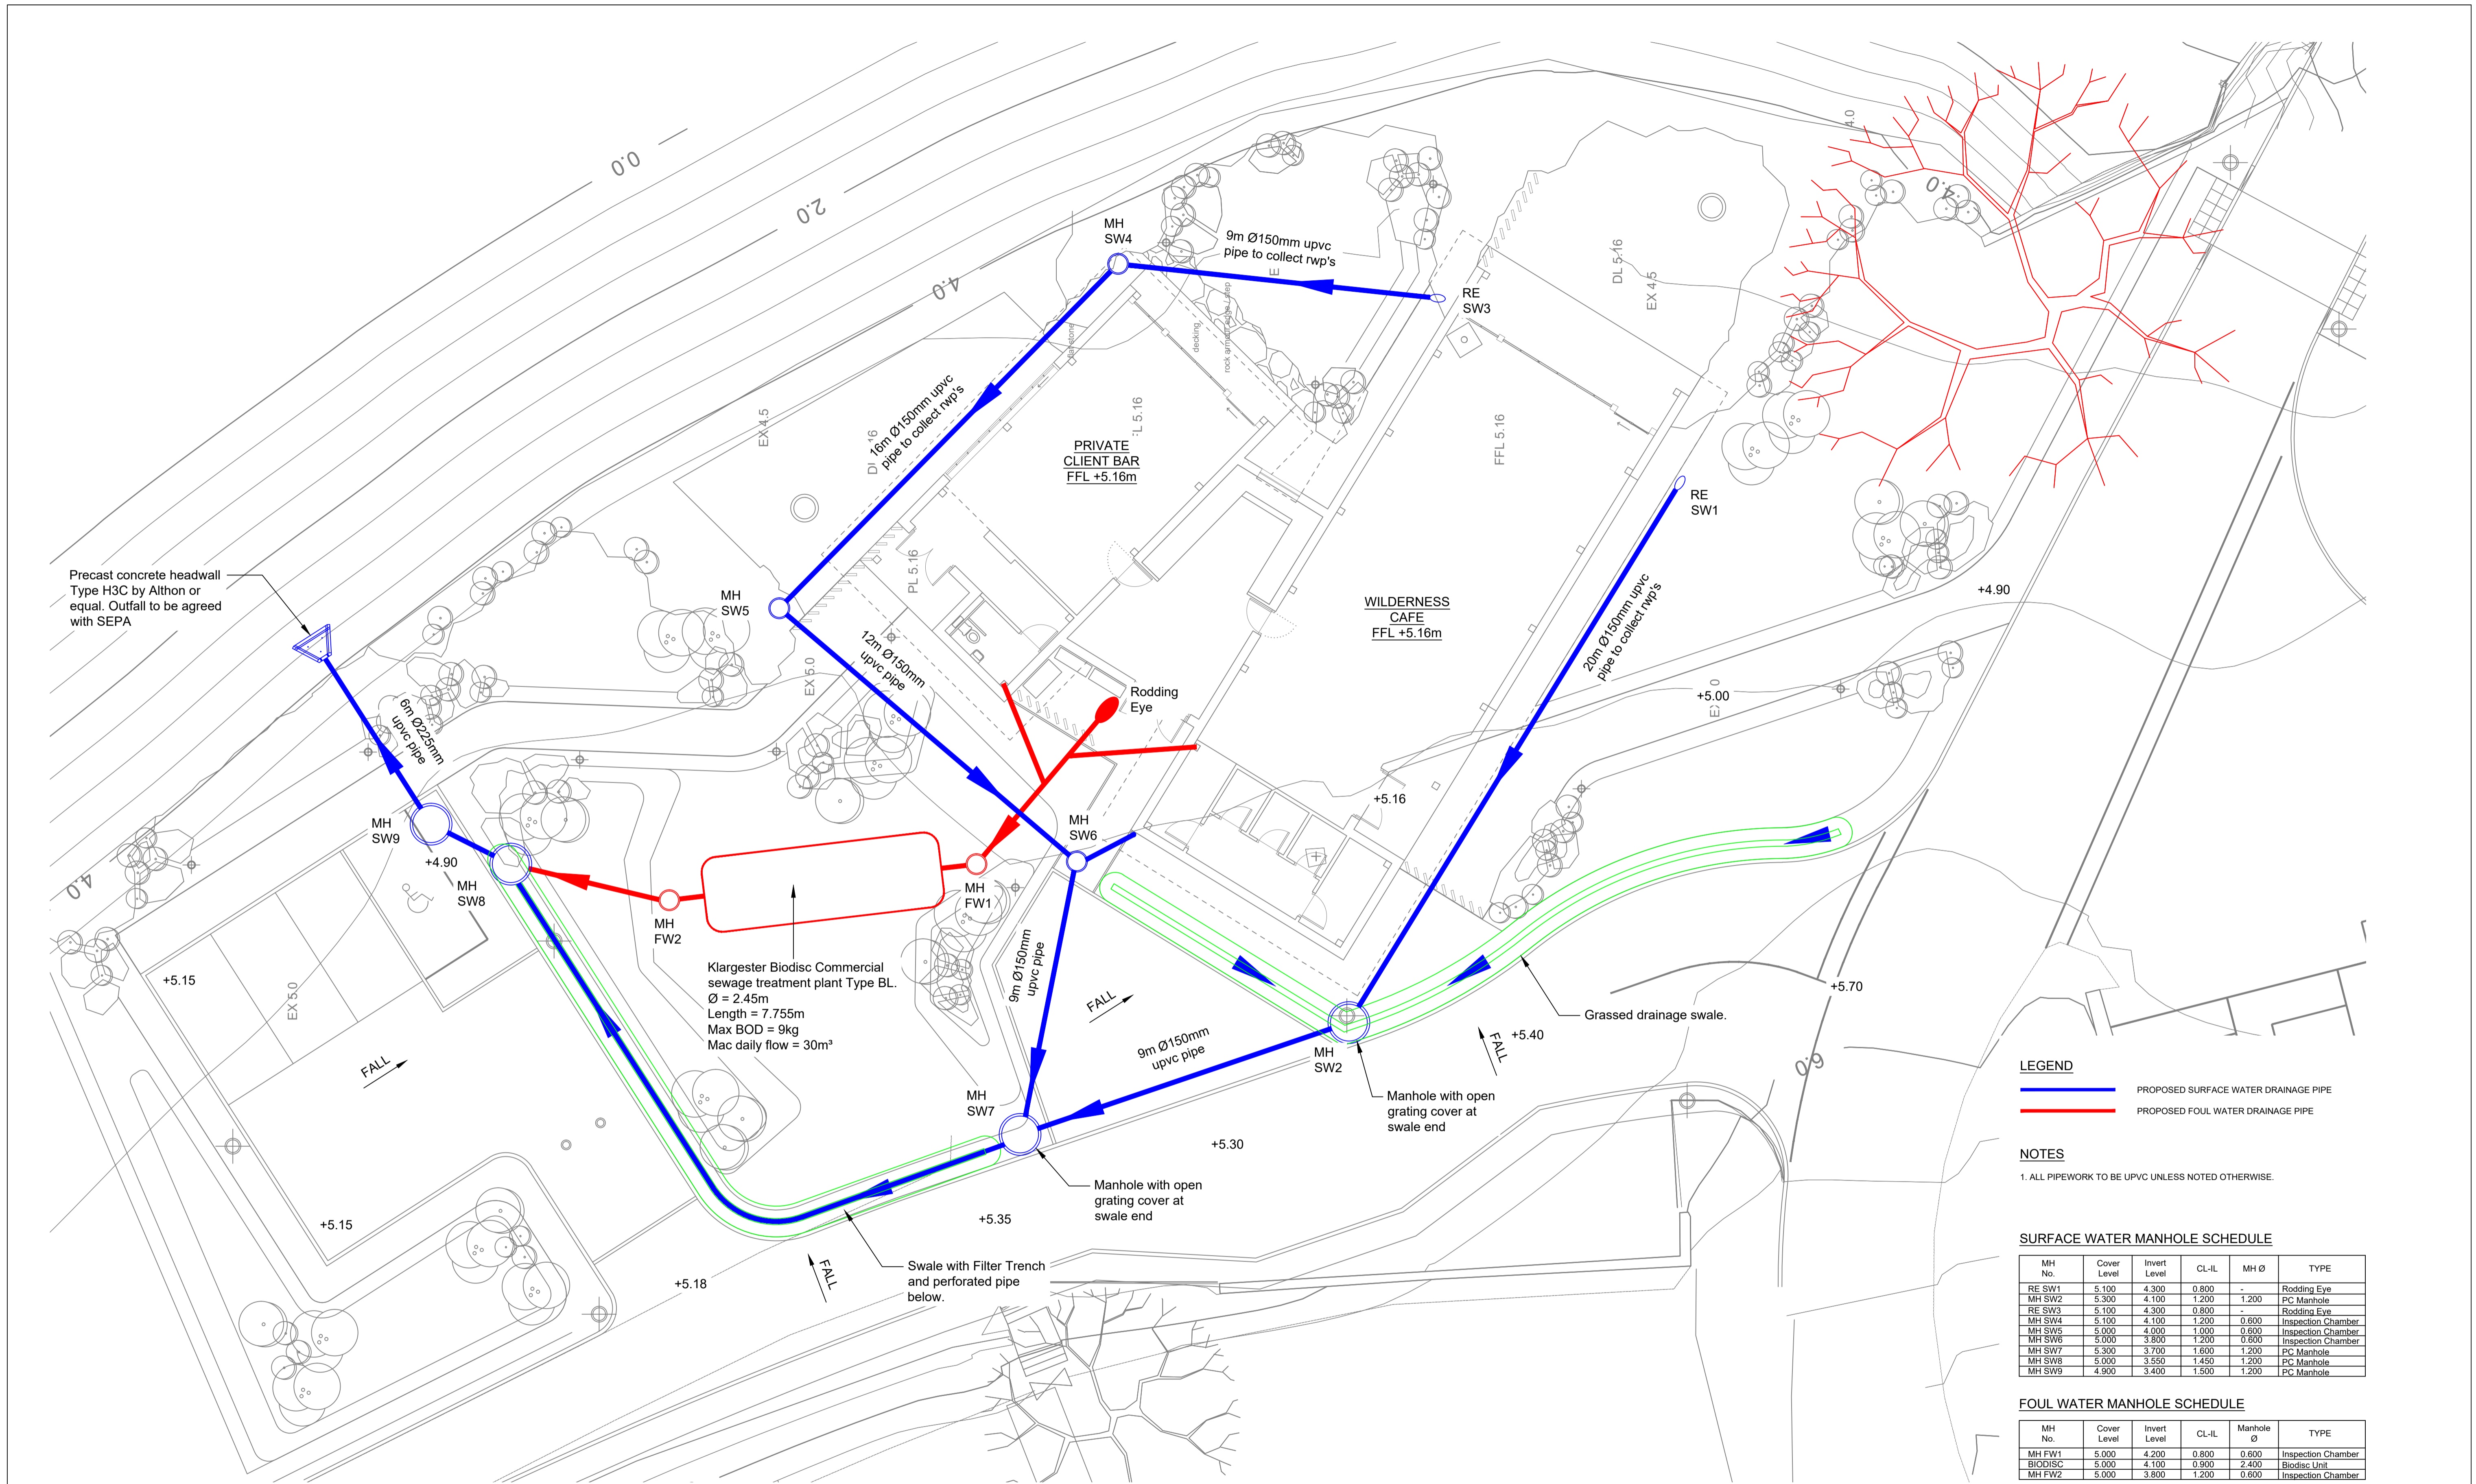 0.0
2.0
4.0
4.0
4.0
MH
SW4
9m Ø150mm upvc
pipe to collect rwp's
E
RE
SW3
DL 5.16
EX 4.5
decking
rock armour edge / step
flat stone
16m Ø150mm upvc
pipe to collect rwp's
EX 4.5
16
PRIVATE
CLIENT BAR
FFL +5.16m
FL 5.16
FFL 5.16
RE
SW1
Precast concrete headwall
Type H3C by Althon or
equal. Outfall to be agreed
with SEPA
MH
SW5
PL 5.16
WILDERNESS
CAFE
FFL +5.16m
20m Ø150mm upvc
pipe to collect rwp's
+4.90
12m Ø150mm
upvc pipe
EX 5.0
Rodding
Eye
+5.00
6m Ø225mm
upvc pipe
+5.16
MH
SW9
+4.90
MH
SW6
MH
SW8
4.0
MH
FW1
MH
FW2
Klargester Biodisc Commercial
sewage treatment plant Type BL.
Ø = 2.45m
Length = 7.755m
Max BOD = 9kg
Mac daily flow = 30m³
9m Ø150mm
upvc pipe
+5.15
EX 5.0
FALL
FALL
9m Ø150mm
upvc pipe
MH
SW2
Grassed drainage swale.
+5.70
+5.40
FALL
6.0
MH
SW7
Manhole with open
grating cover at
swale end
+5.30
Manhole with open
grating cover at
swale end
+5.15
+5.35
+5.18
FALL
Swale with Filter Trench
and perforated pipe
below.
LEGEND
PROPOSED SURFACE WATER DRAINAGE PIPE
PROPOSED FOUL WATER DRAINAGE PIPE
NOTES
1. ALL PIPEWORK TO BE UPVC UNLESS NOTED OTHERWISE.
SURFACE WATER MANHOLE SCHEDULE
MH No. Cover Level Invert Level CL-IL MH Ø TYPE
RE SW1 5.100 4.300 0.800 - Rodding Eye
MH SW2 5.300 4.100 1.200 1.200 PC Manhole
RE SW3 5.100 4.300 0.800 - Rodding Eye
MH SW4 5.100 4.100 1.200 0.600 Inspection Chamber
MH SW5 5.000 4.000 1.000 0.600 Inspection Chamber
MH SW6 5.000 3.800 1.200 0.600 Inspection Chamber
MH SW7 5.300 3.700 1.600 1.200 PC Manhole
MH SW8 5.000 3.550 1.450 1.200 PC Manhole
MH SW9 4.900 3.400 1.500 1.200 PC Manhole
FOUL WATER MANHOLE SCHEDULE
MH No. Cover Level Invert Level CL-IL Manhole Ø TYPE
MH FW1 5.000 4.200 0.800 0.600 Inspection Chamber
BIODISC 5.000 4.100 0.900 2.400 Biodisc Unit
MH FW2 5.000 3.800 1.200 0.600 Inspection Chamber